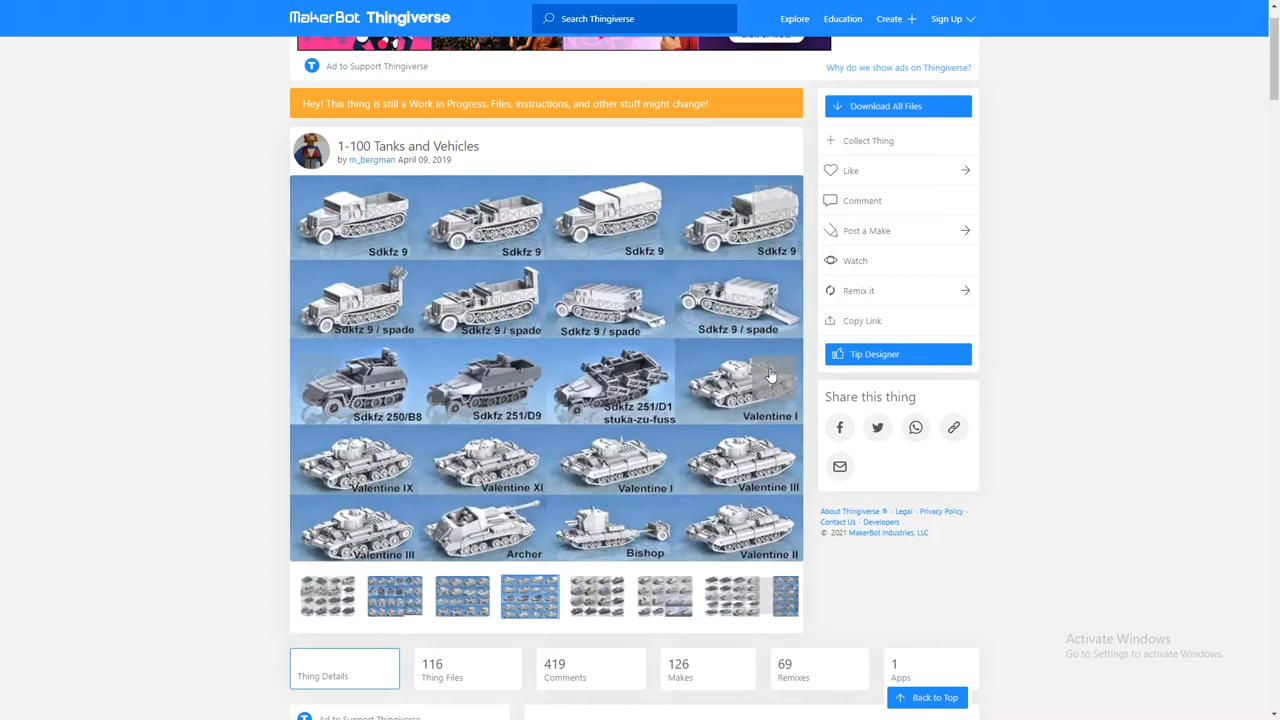 MakerBot Thingiverse
Search Thingiverse
Explore
Education
Create
Sign Up
Ad to Support Thingiverse
Why do we show ads on Thingiverse?
Hey! This thing is still a Work in Progress. Files, instructions, and other stuff might change!
1-100 Tanks and Vehicles
by m_bergman April 09, 2019
Sdkfz 9
Sdkfz 9
Sdkfz 9
Sdkfz 9
Sdkfz 9 / spade
Sdkfz 9 / spade
Sdkfz 9 / spade
Sdkfz 9 / spade
Sdkfz 250/B8
Sdkfz 251/D9
Sdkfz 251/D1
stuka-zu-fuss
Valentine I
Valentine IX
Valentine XI
Valentine I
Valentine III
Valentine III
Archer
Bishop
Valentine II
Thing Details
116
Thing Files
419
Comments
126
Makes
69
Remixes
1
Apps
Back to Top
Ad to Support Thingiverse
Download All Files
Collect Thing
Like
Comment
Post a Make
Watch
Remix it
Copy Link
Tip Designer
Share this thing
About Thingiverse ® · Legal · Privacy Policy ·
Contact Us · Developers
© 2021 MakerBot Industries, LLC
Activate Windows
Go to Settings to activate Windows.